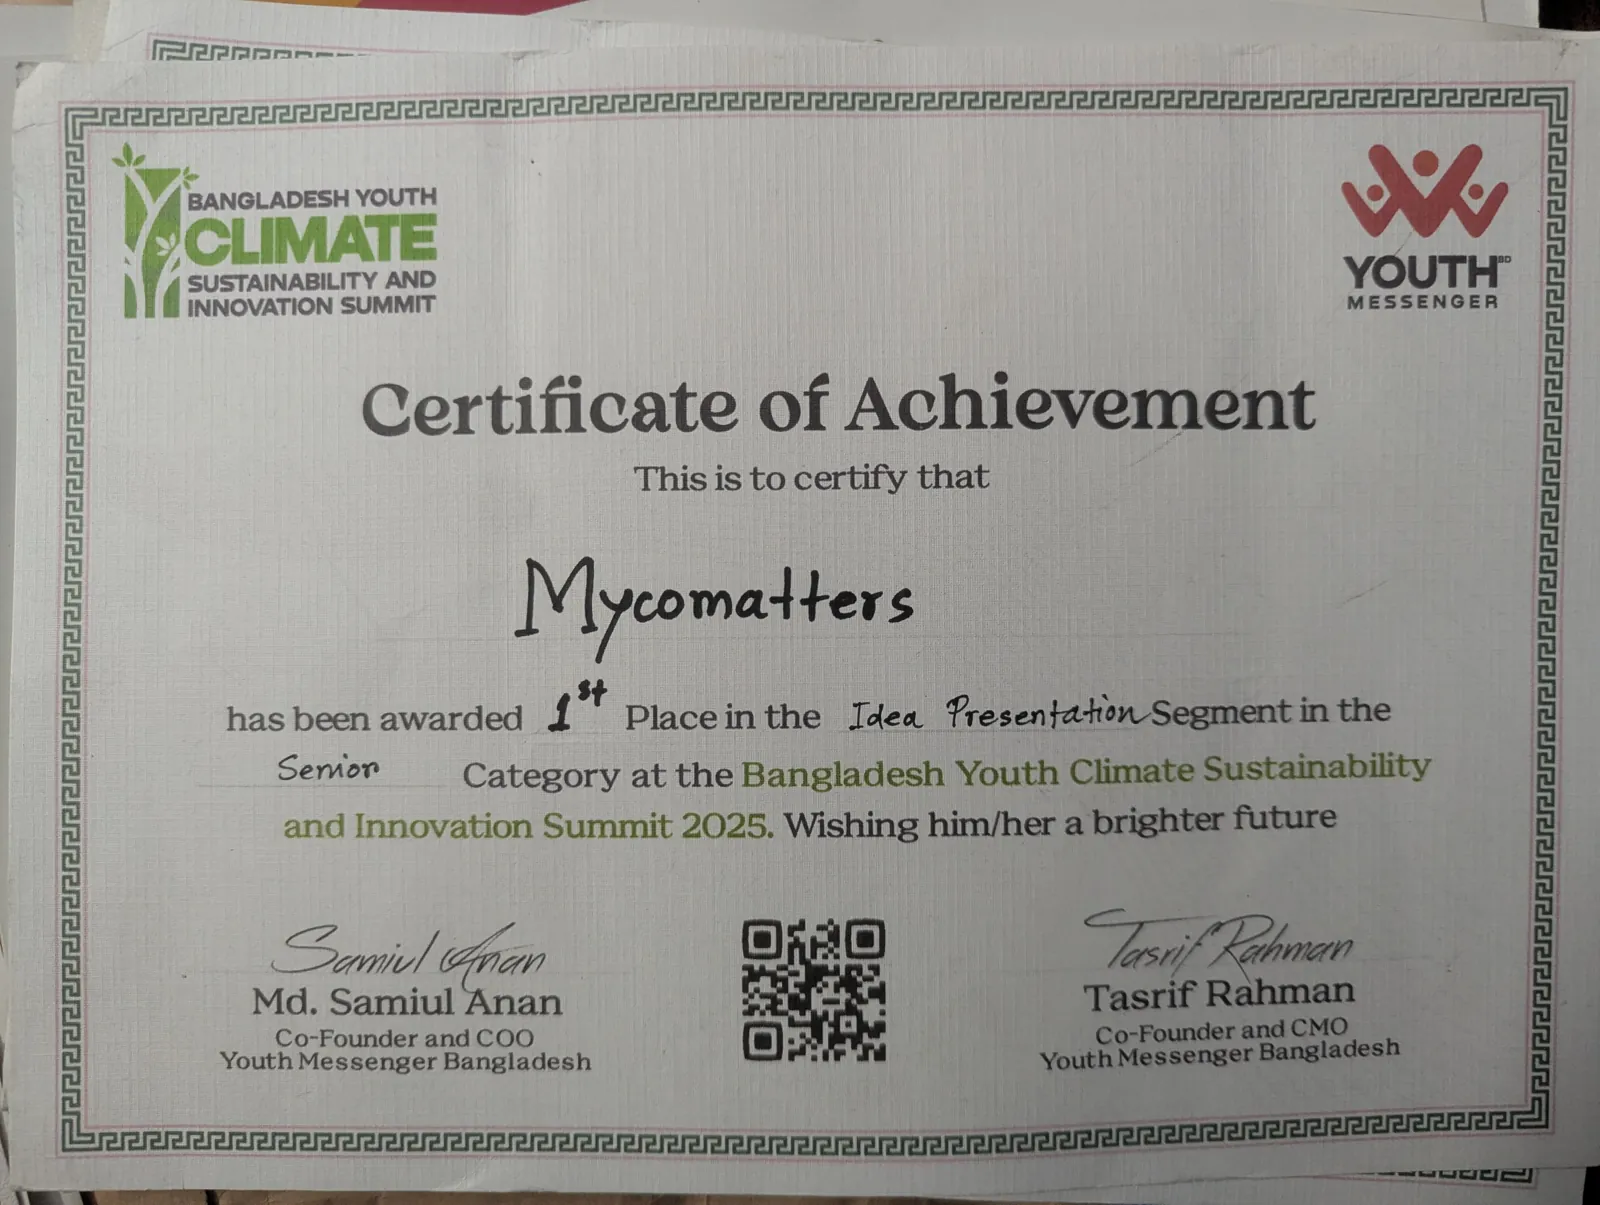 BANGLADESH YOUTH
CLIMATE
SUSTAINABILITY AND
INNOVATION SUMMIT
YOUTH BD
MESSENGER
Certificate of Achievement
This is to certify that
Mycomatters
has been awarded 1st Place in the Idea Presentation Segment in the
Senior Category at the Bangladesh Youth Climate Sustainability
and Innovation Summit 2025. Wishing him/her a brighter future
Samiul Anan
Md. Samiul Anan
Co-Founder and COO
Youth Messenger Bangladesh
Tasrif Rahman
Tasrif Rahman
Co-Founder and CMO
Youth Messenger Bangladesh